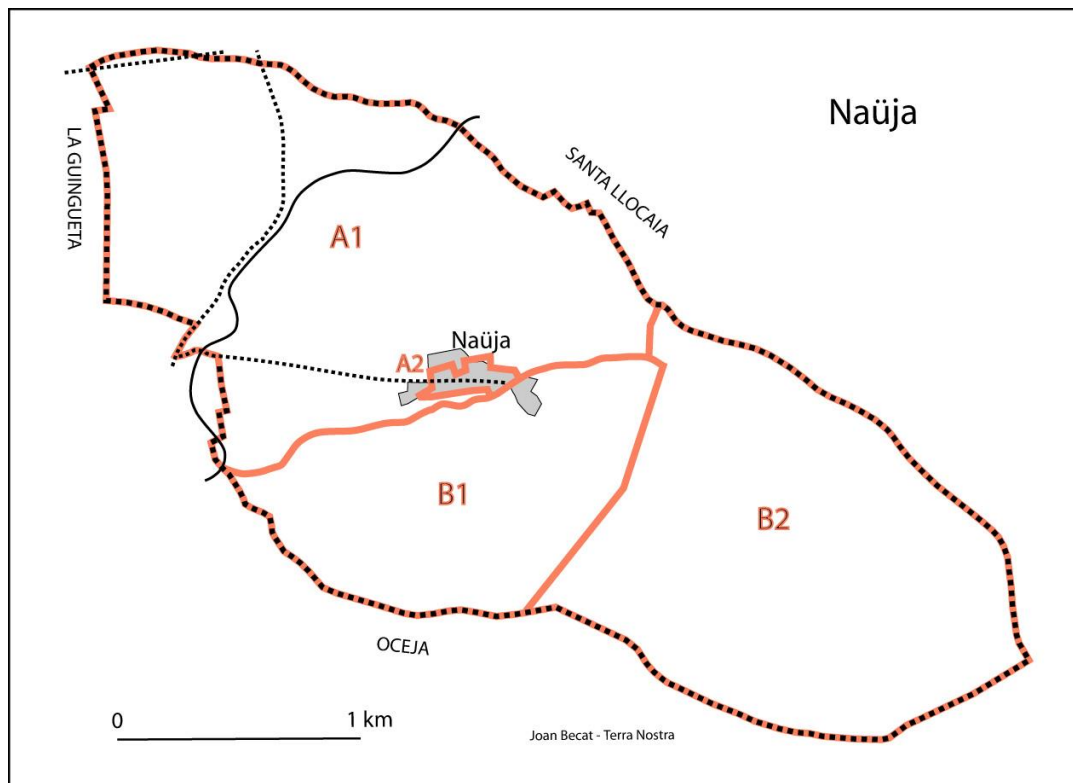 Naüja
LA GUINGUETA
SANTA LLOCAIA
A1
Naüja
A2
B1
B2
OCEJA
0
1 km
Joan Becat - Terra Nostra